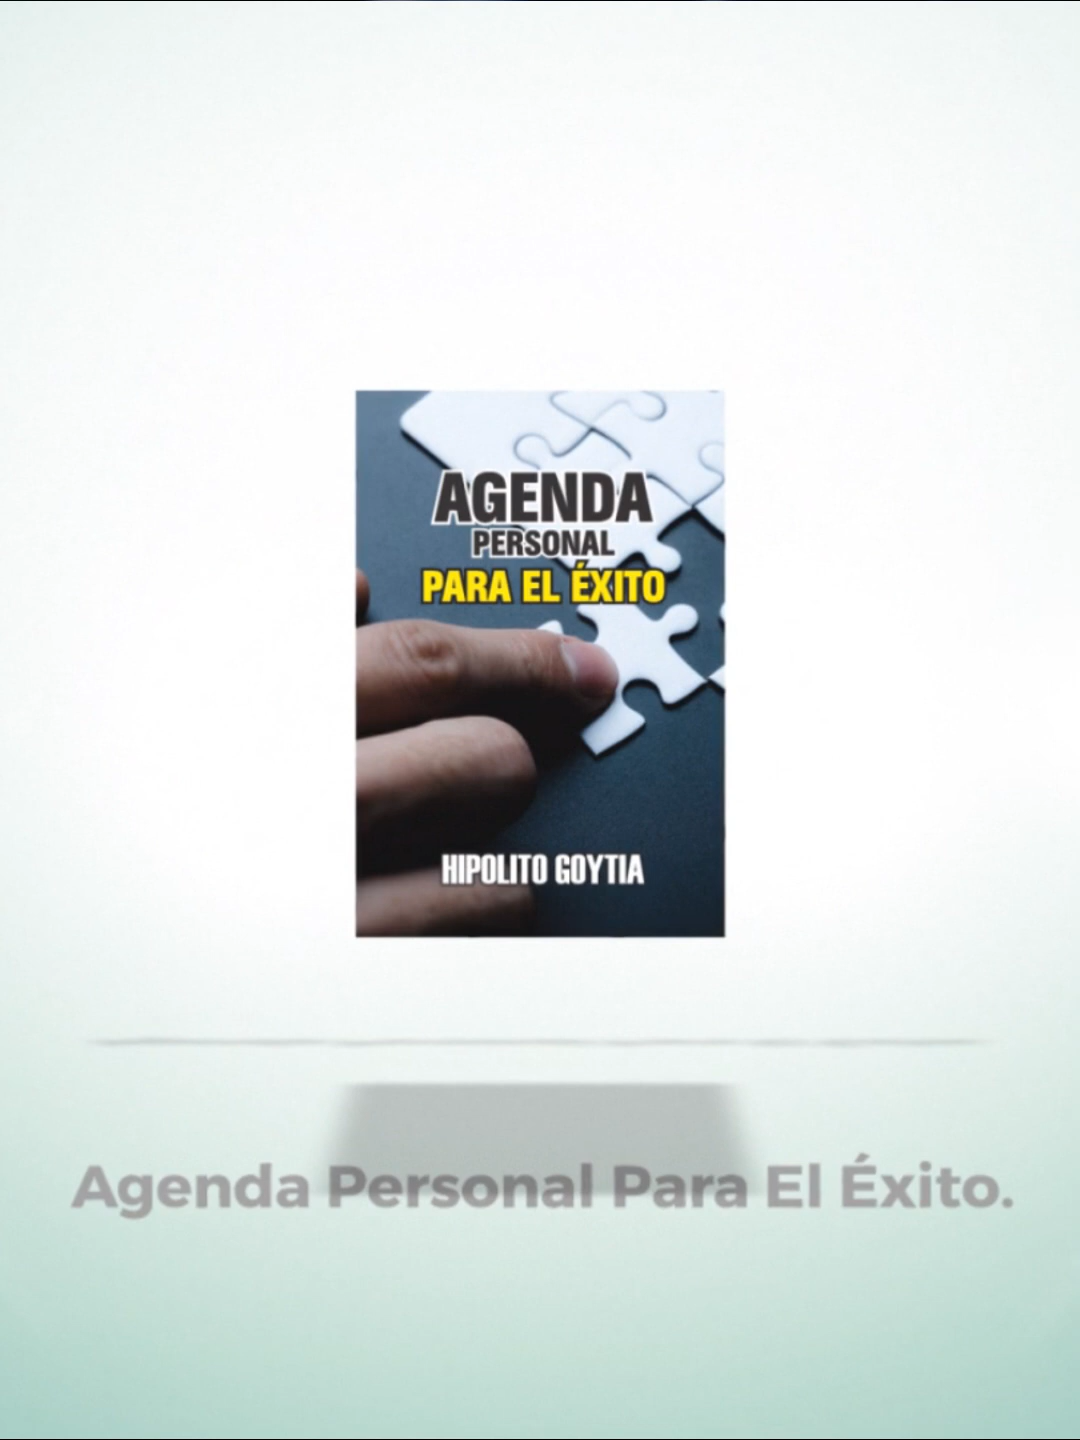 AGENDA
PERSONAL
PARA EL ÉXITO
HIPOLITO GOYTIA
Agenda Personal Para El Éxito.